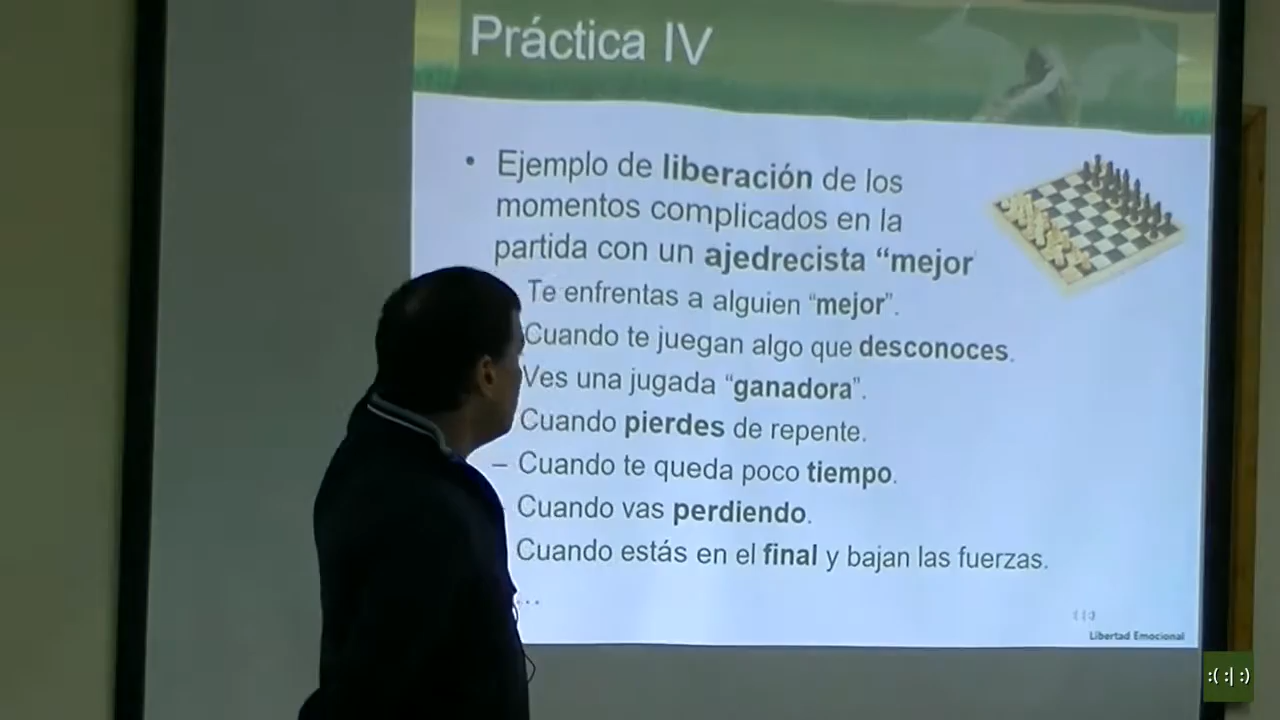 Práctica IV
• Ejemplo de liberación de los
momentos complicados en la
partida con un ajedrecista “mejor
Te enfrentas a alguien “mejor”.
Cuando te juegan algo que desconoces.
Ves una jugada “ganadora”.
Cuando pierdes de repente.
– Cuando te queda poco tiempo.
Cuando vas perdiendo.
Cuando estás en el final y bajan las fuerzas.
…
:( :| :)
Libertad Emocional
:( :| :)